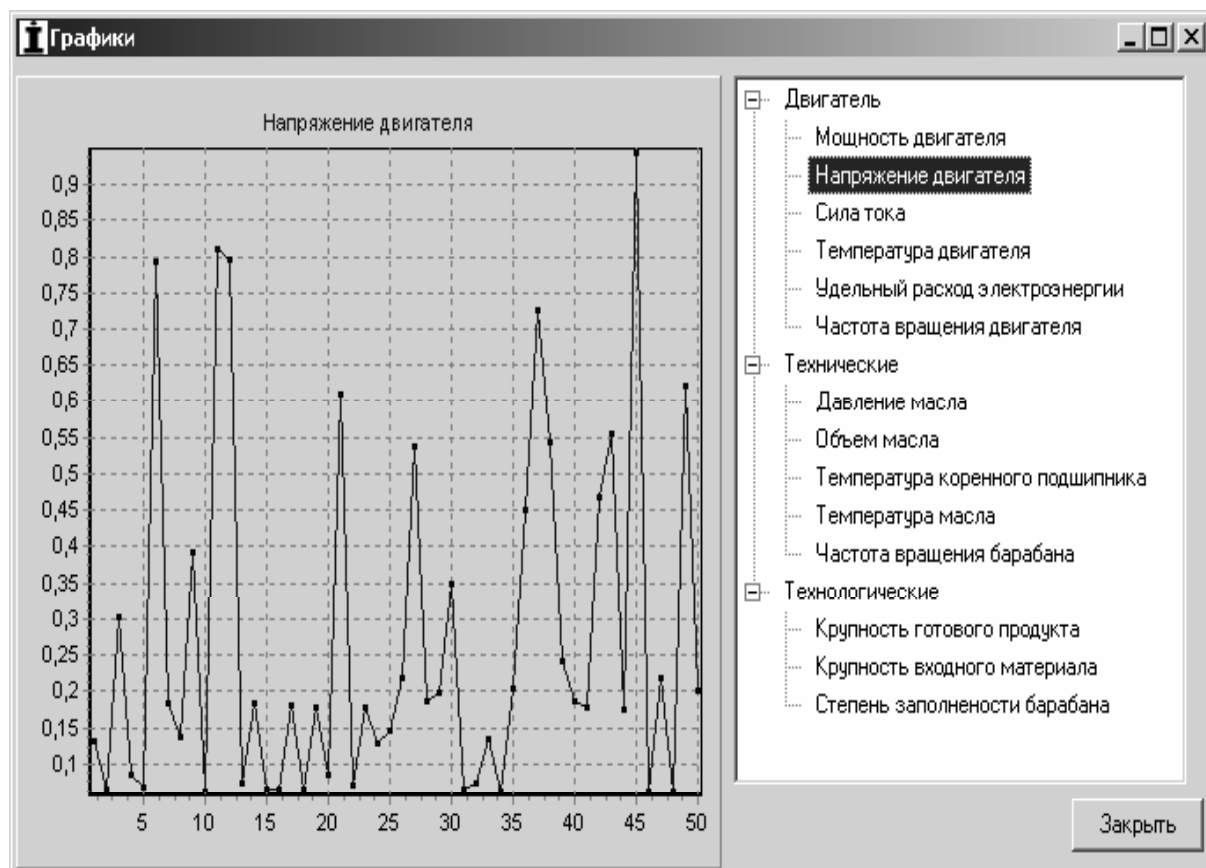 Графики
Напряжение двигателя
0,9
0,85
0,8
0,75
0,7
0,65
0,6
0,55
0,5
0,45
0,4
0,35
0,3
0,25
0,2
0,15
0,1
5 10 15 20 25 30 35 40 45 50
Двигатель
Мощность двигателя
Напряжение двигателя
Сила тока
Температура двигателя
Удельный расход электроэнергии
Частота вращения двигателя
Технические
Давление масла
Объем масла
Температура коренного подшипника
Температура масла
Частота вращения барабана
Технологические
Крупность готового продукта
Крупность входного материала
Степень заполнености барабана
Закрыть